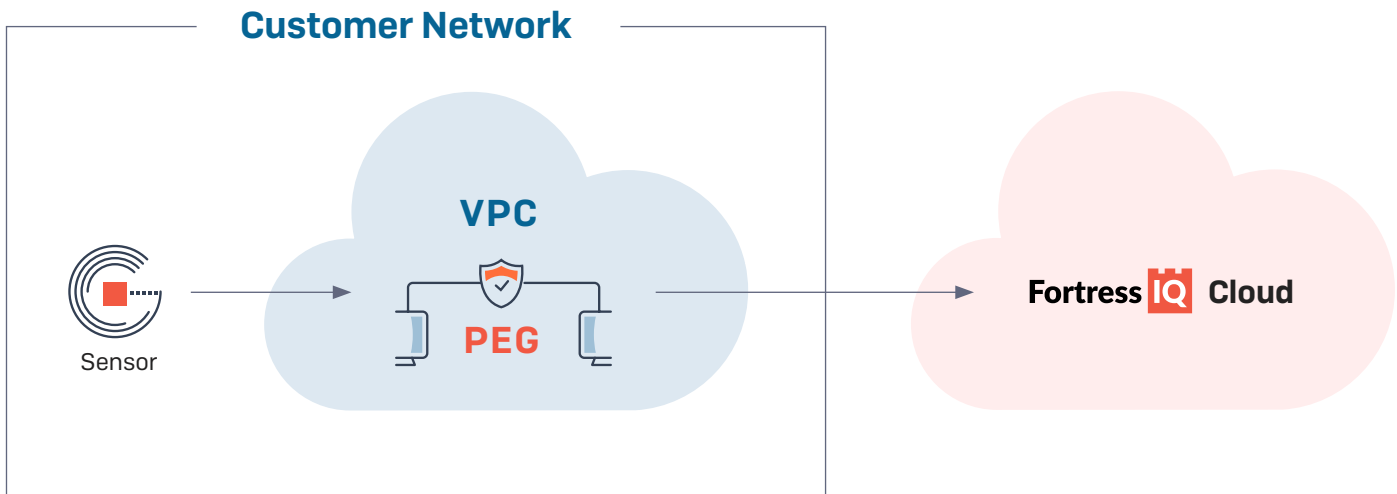 Customer Network
VPC
PEG
Sensor
Fortress IQ Cloud